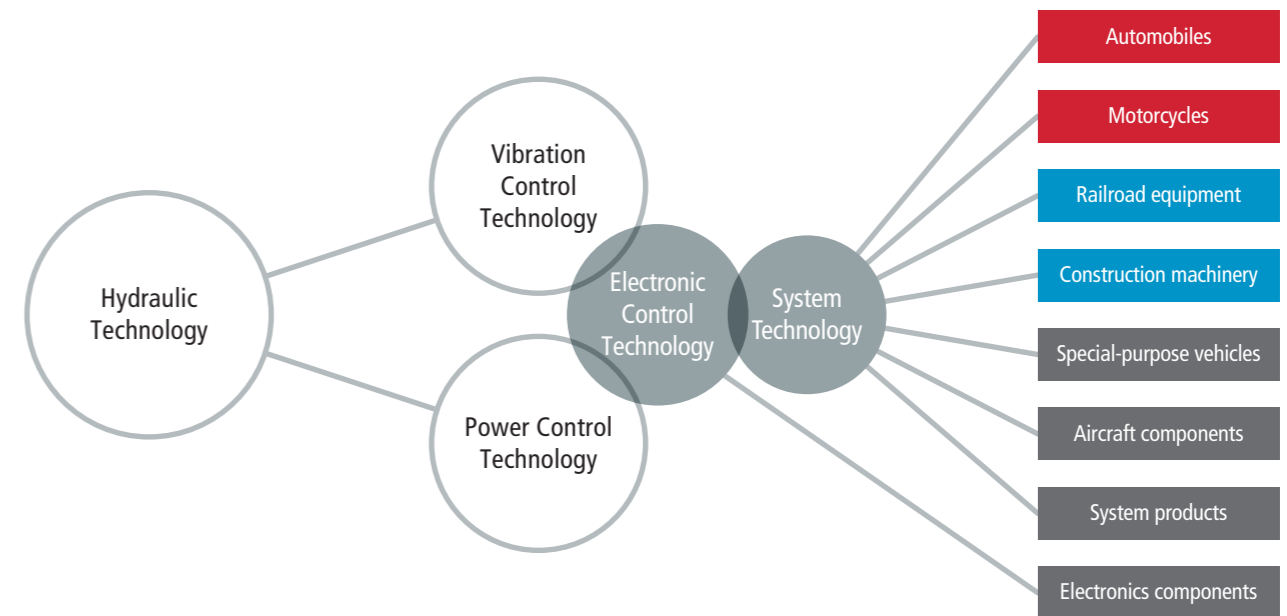 Hydraulic
Technology
Vibration
Control
Technology
Power Control
Technology
Electronic
Control
Technology
System
Technology
Automobiles
Motorcycles
Railroad equipment
Construction machinery
Special-purpose vehicles
Aircraft components
System products
Electronics components